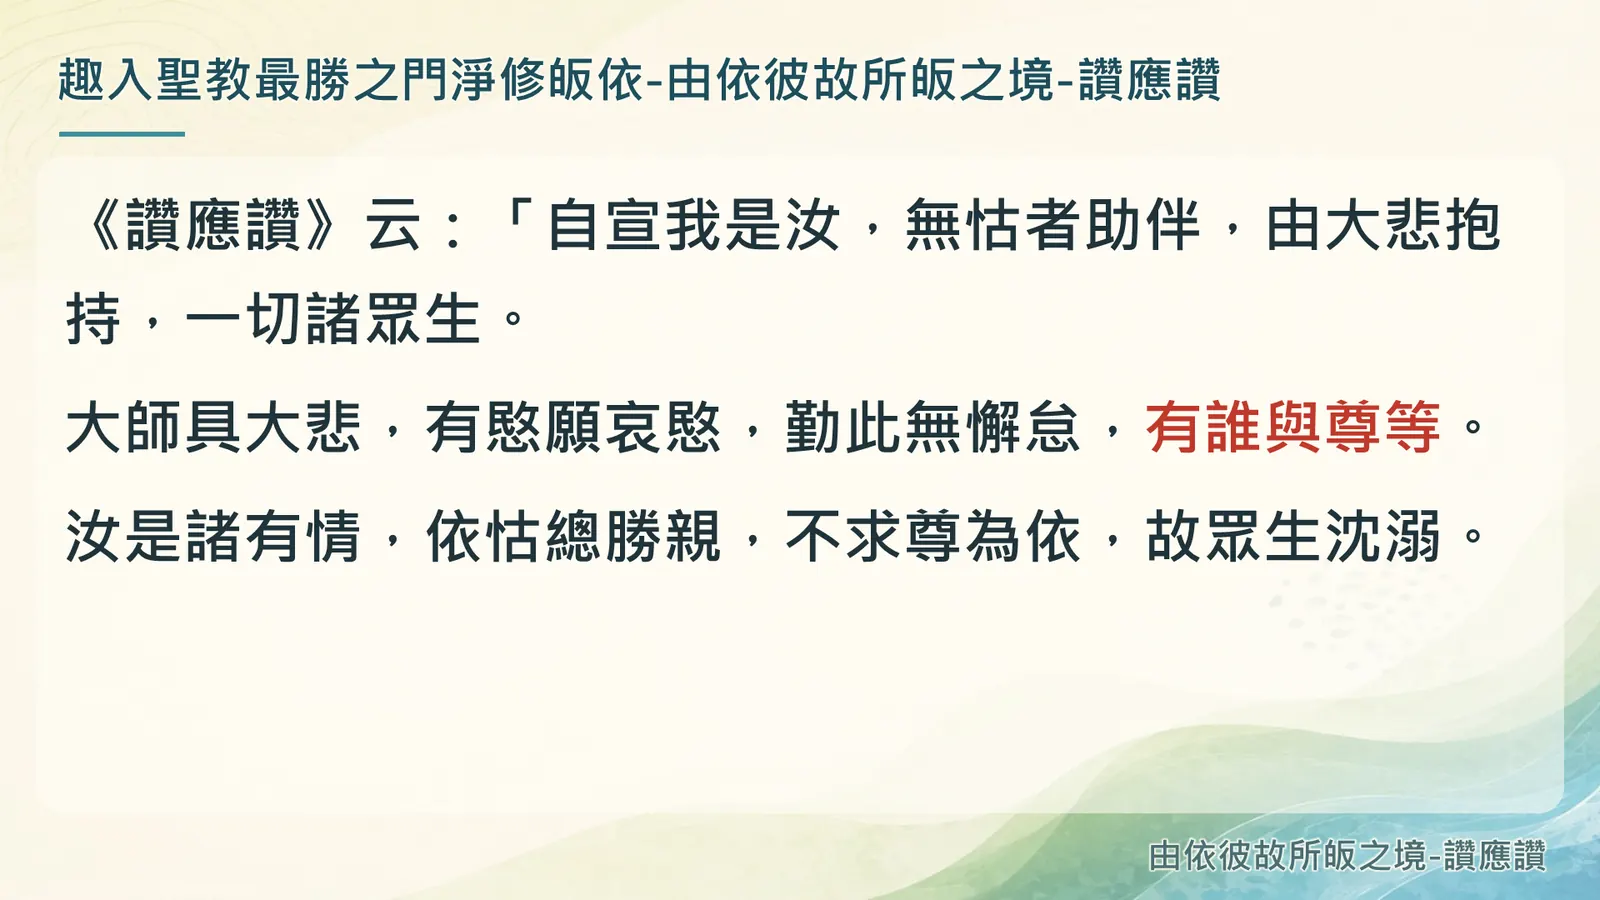 趣入聖教最勝之門淨修皈依-由依彼故所皈之境-讚應讚
《讚應讚》云：「自宣我是汝，無怙者助伴，由大悲抱
持，一切諸眾生。
大師具大悲，有愍願哀愍，勤此無懈怠，有誰與尊等。
汝是諸有情，依怙總勝親，不求尊為依，故眾生沈溺。
由依彼故所皈之境-讚應讚